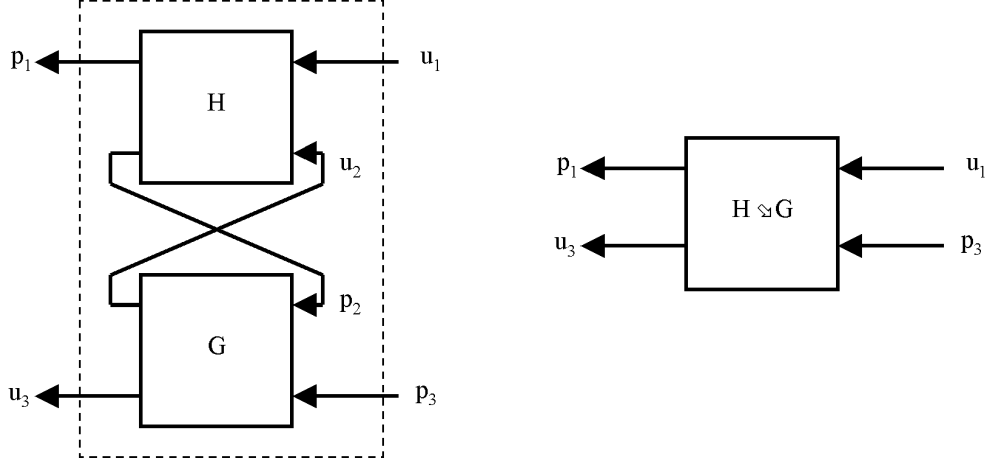 p₁ H u₁
u₂
p₂
G
u₃ p₃
p₁ u₁
H ⬂ G
u₃ p₃